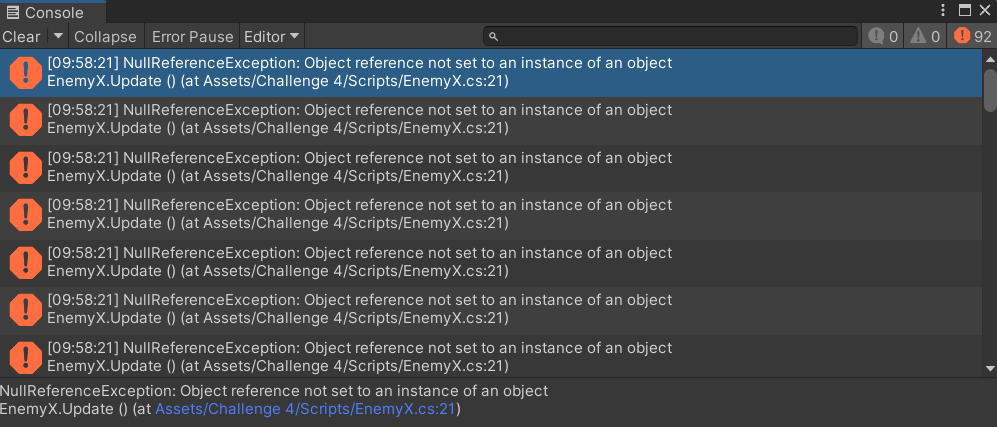 Console
Clear Collapse Error Pause Editor 0 0 92
[09:58:21] NullReferenceException: Object reference not set to an instance of an object
EnemyX.Update () (at Assets/Challenge 4/Scripts/EnemyX.cs:21)
[09:58:21] NullReferenceException: Object reference not set to an instance of an object
EnemyX.Update () (at Assets/Challenge 4/Scripts/EnemyX.cs:21)
[09:58:21] NullReferenceException: Object reference not set to an instance of an object
EnemyX.Update () (at Assets/Challenge 4/Scripts/EnemyX.cs:21)
[09:58:21] NullReferenceException: Object reference not set to an instance of an object
EnemyX.Update () (at Assets/Challenge 4/Scripts/EnemyX.cs:21)
[09:58:21] NullReferenceException: Object reference not set to an instance of an object
EnemyX.Update () (at Assets/Challenge 4/Scripts/EnemyX.cs:21)
[09:58:21] NullReferenceException: Object reference not set to an instance of an object
EnemyX.Update () (at Assets/Challenge 4/Scripts/EnemyX.cs:21)
[09:58:21] NullReferenceException: Object reference not set to an instance of an object
EnemyX.Update () (at Assets/Challenge 4/Scripts/EnemyX.cs:21)
NullReferenceException: Object reference not set to an instance of an object
EnemyX.Update () (at Assets/Challenge 4/Scripts/EnemyX.cs:21)